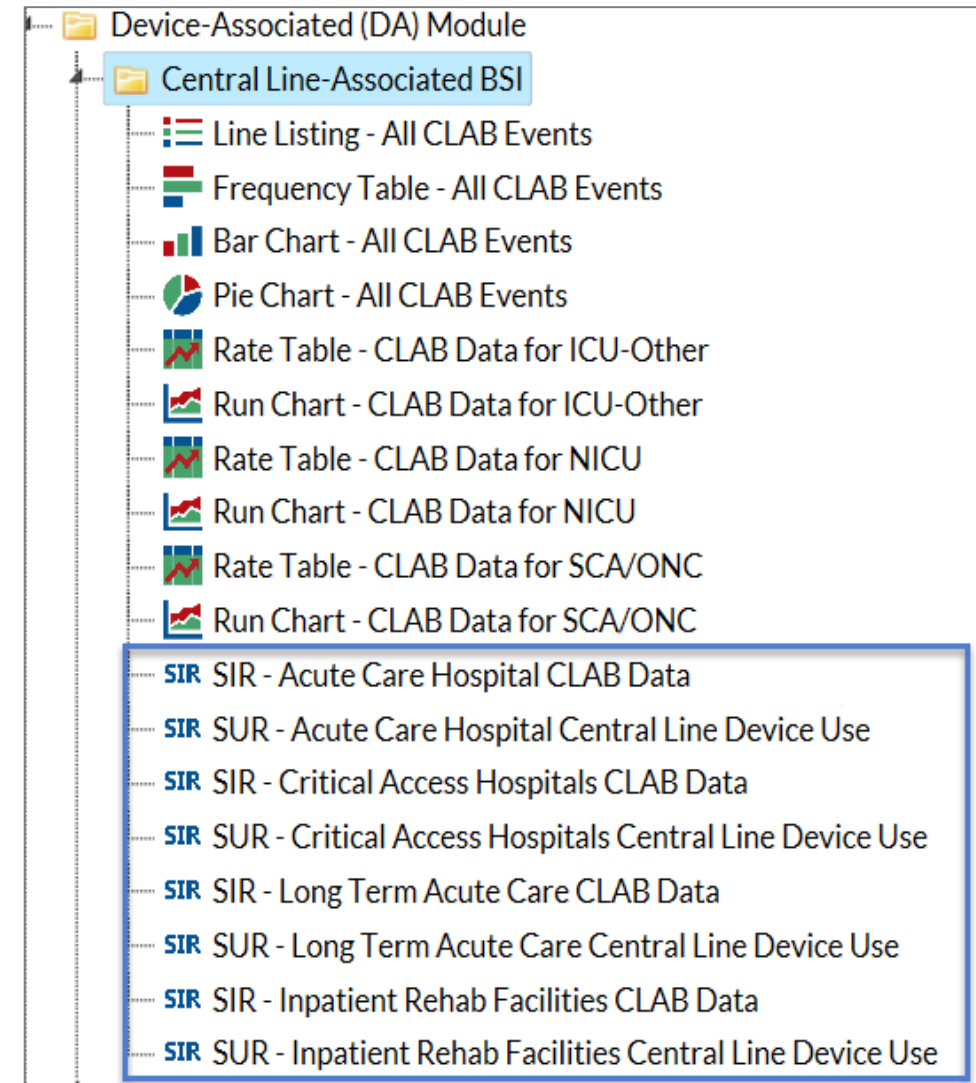 Device-Associated (DA) Module
Central Line-Associated BSI
Line Listing - All CLAB Events
Frequency Table - All CLAB Events
Bar Chart - All CLAB Events
Pie Chart - All CLAB Events
Rate Table - CLAB Data for ICU-Other
Run Chart - CLAB Data for ICU-Other
Rate Table - CLAB Data for NICU
Run Chart - CLAB Data for NICU
Rate Table - CLAB Data for SCA/ONC
Run Chart - CLAB Data for SCA/ONC
SIR SIR - Acute Care Hospital CLAB Data
SIR SUR - Acute Care Hospital Central Line Device Use
SIR SIR - Critical Access Hospitals CLAB Data
SIR SUR - Critical Access Hospitals Central Line Device Use
SIR SIR - Long Term Acute Care CLAB Data
SIR SUR - Long Term Acute Care Central Line Device Use
SIR SIR - Inpatient Rehab Facilities CLAB Data
SIR SUR - Inpatient Rehab Facilities Central Line Device Use